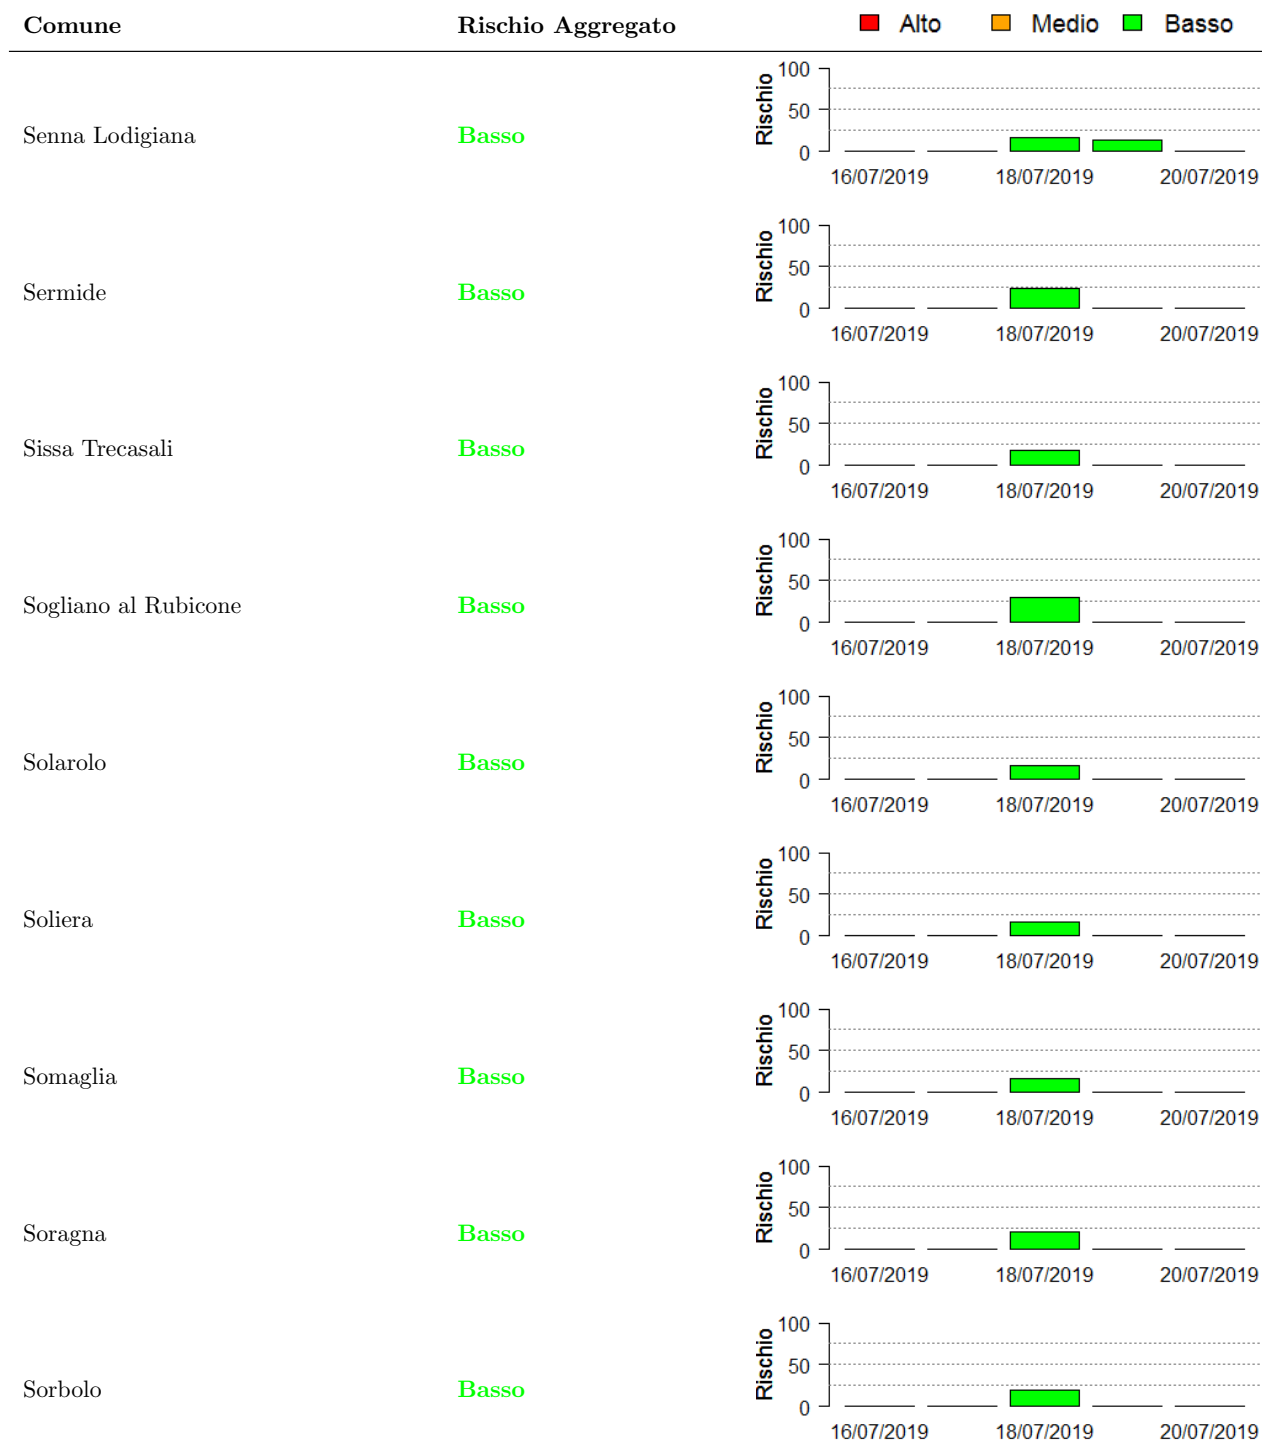 Comune Rischio Aggregato Alto Medio Basso
100
50
0
Rischio
Senna Lodigiana Basso
16/07/2019 18/07/2019 20/07/2019
100
50
0
Rischio
Sermide Basso
16/07/2019 18/07/2019 20/07/2019
100
50
0
Rischio
Sissa Trecasali Basso
16/07/2019 18/07/2019 20/07/2019
100
50
0
Rischio
Sogliano al Rubicone Basso
16/07/2019 18/07/2019 20/07/2019
100
50
0
Rischio
Solarolo Basso
16/07/2019 18/07/2019 20/07/2019
100
50
0
Rischio
Soliera Basso
16/07/2019 18/07/2019 20/07/2019
100
50
0
Rischio
Somaglia Basso
16/07/2019 18/07/2019 20/07/2019
100
50
0
Rischio
Soragna Basso
16/07/2019 18/07/2019 20/07/2019
100
50
0
Rischio
Sorbolo Basso
16/07/2019 18/07/2019 20/07/2019